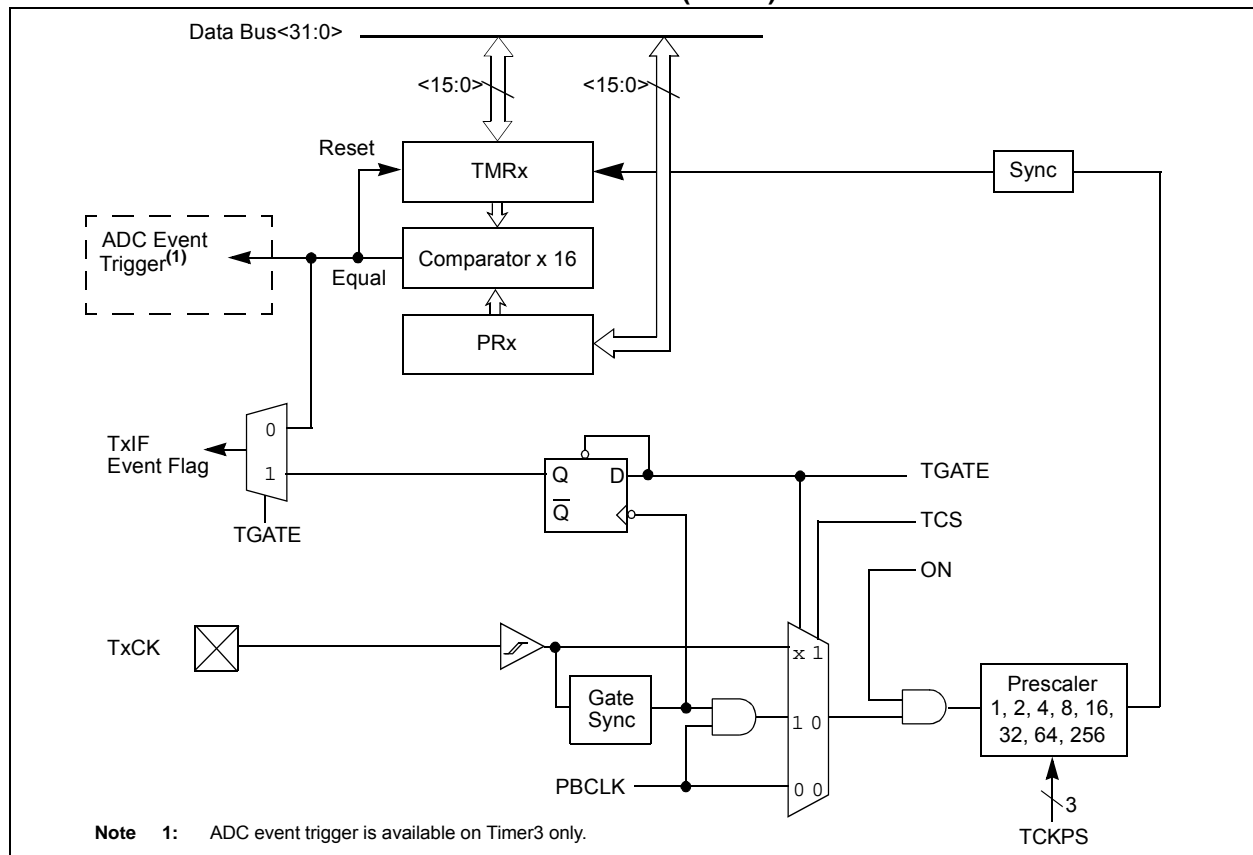 Data Bus<31:0>
<15:0>
<15:0>
Reset
TMRx
Sync
ADC Event
Trigger(1)
Equal
Comparator x 16
PRx
0
1
TxIF
Event Flag
TGATE
Q
D
Q
TGATE
TCS
ON
TxCK
x 1
Gate
Sync
1 0
PBCLK
0 0
Prescaler
1, 2, 4, 8, 16,
32, 64, 256
3
TCKPS
Note 1: ADC event trigger is available on Timer3 only.